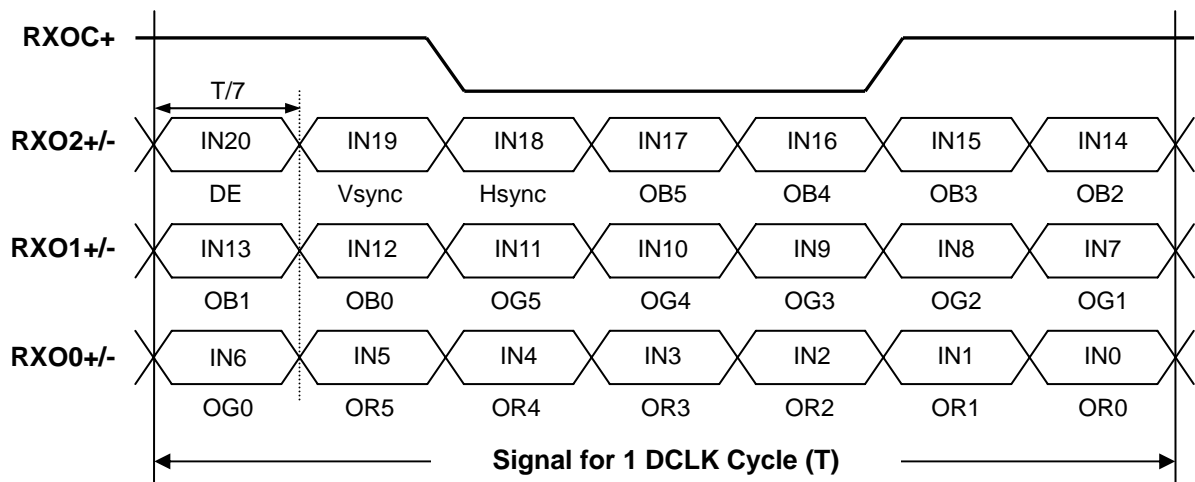 RXOC+
T/7
RXO2+/- IN20 IN19 IN18 IN17 IN16 IN15 IN14
DE Vsync Hsync OB5 OB4 OB3 OB2
RXO1+/- IN13 IN12 IN11 IN10 IN9 IN8 IN7
OB1 OB0 OG5 OG4 OG3 OG2 OG1
RXO0+/- IN6 IN5 IN4 IN3 IN2 IN1 IN0
OG0 OR5 OR4 OR3 OR2 OR1 OR0
Signal for 1 DCLK Cycle (T)